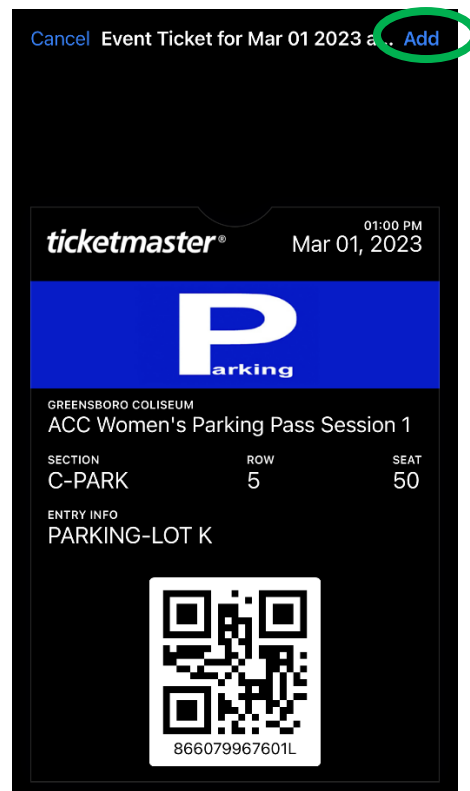 Cancel Event Ticket for Mar 01 2023 a... Add
01:00 PM
ticketmaster® Mar 01, 2023
Parking
GREENSBORO COLISEUM
ACC Women's Parking Pass Session 1
SECTION ROW SEAT
C-PARK 5 50
ENTRY INFO
PARKING-LOT K
866079967601L